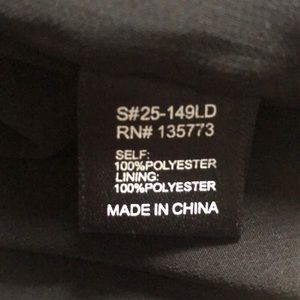 S#25-149LD
RN# 135773
SELF:
100%POLYESTER
LINING:
100%POLYESTER
MADE IN CHINA